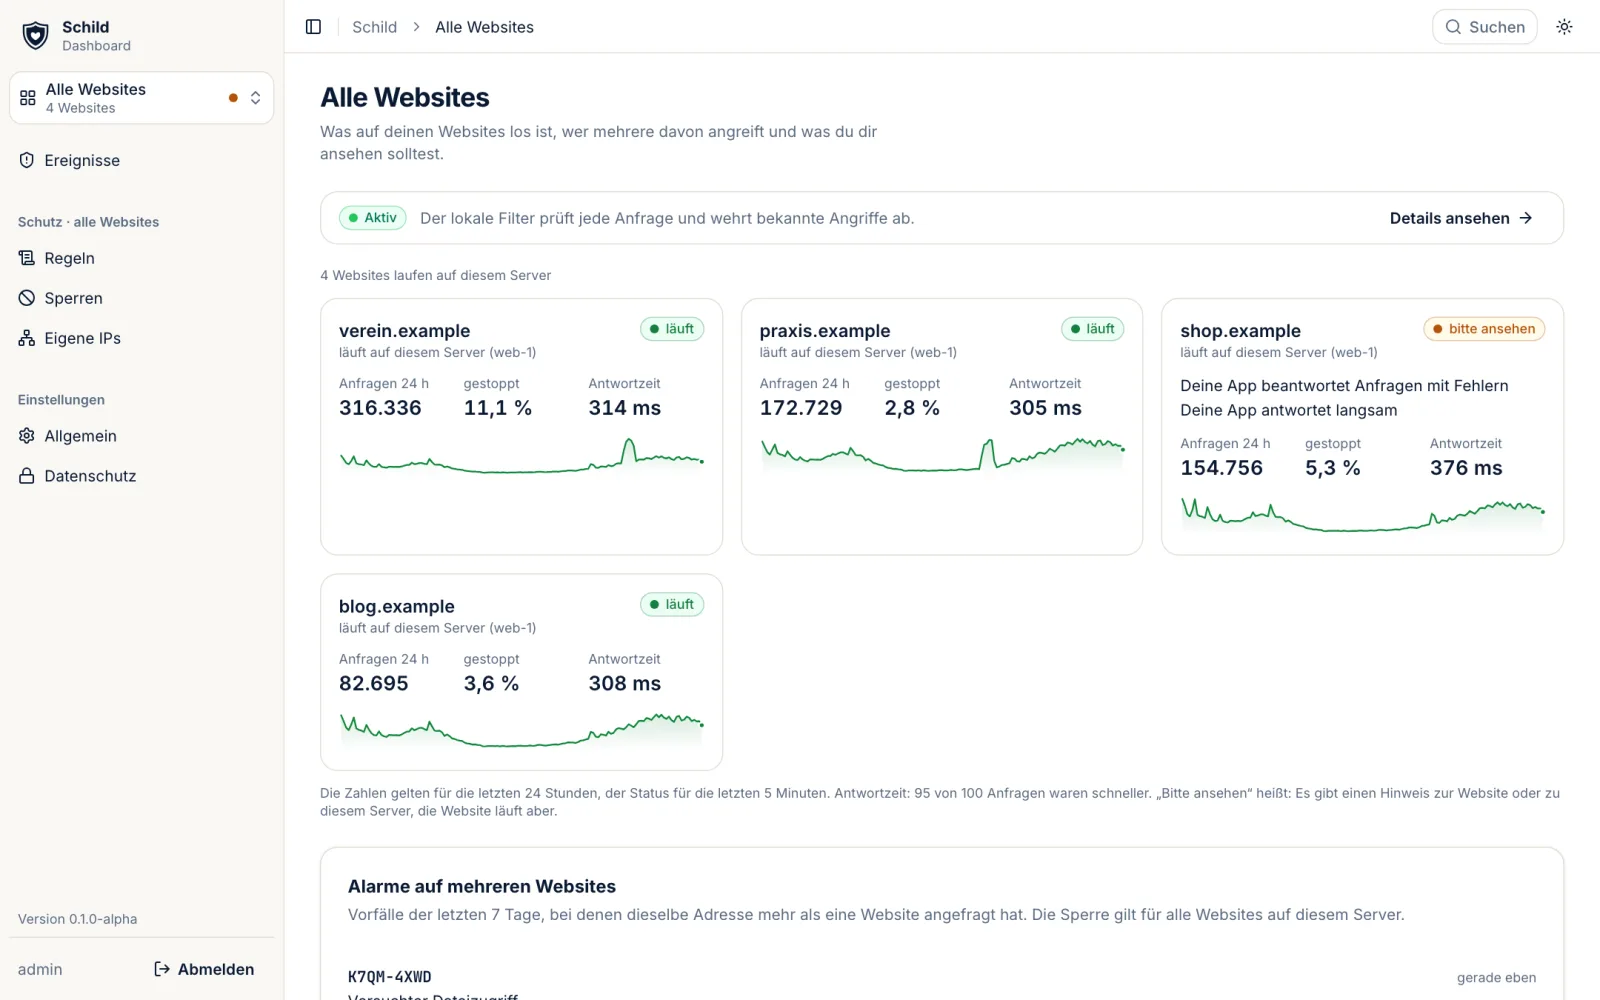 Schild
Dashboard
Alle Websites
4 Websites
Ereignisse
Schutz · alle Websites
Regeln
Sperren
Eigene IPs
Einstellungen
Allgemein
Datenschutz
Version 0.1.0-alpha
admin
Abmelden
Schild
Alle Websites
Suchen
Alle Websites
Was auf deinen Websites los ist, wer mehrere davon angreift und was du dir
ansehen solltest.
Aktiv
Der lokale Filter prüft jede Anfrage und wehrt bekannte Angriffe ab.
Details ansehen
4 Websites laufen auf diesem Server
verein.example
läuft
läuft auf diesem Server (web-1)
Anfragen 24 h gestoppt Antwortzeit
316.336 11,1 % 314 ms
praxis.example
läuft
läuft auf diesem Server (web-1)
Anfragen 24 h gestoppt Antwortzeit
172.729 2,8 % 305 ms
shop.example
bitte ansehen
läuft auf diesem Server (web-1)
Deine App beantwortet Anfragen mit Fehlern
Deine App antwortet langsam
Anfragen 24 h gestoppt Antwortzeit
154.756 5,3 % 376 ms
blog.example
läuft
läuft auf diesem Server (web-1)
Anfragen 24 h gestoppt Antwortzeit
82.695 3,6 % 308 ms
Die Zahlen gelten für die letzten 24 Stunden, der Status für die letzten 5 Minuten. Antwortzeit: 95 von 100 Anfragen waren schneller. „Bitte ansehen“ heißt: Es gibt einen Hinweis zur Website oder zu
diesem Server, die Website läuft aber.
Alarme auf mehreren Websites
Vorfälle der letzten 7 Tage, bei denen dieselbe Adresse mehr als eine Website angefragt hat. Die Sperre gilt für alle Websites auf diesem Server.
K7QM-4XWD
gerade eben
Versuchter Dateizugriff